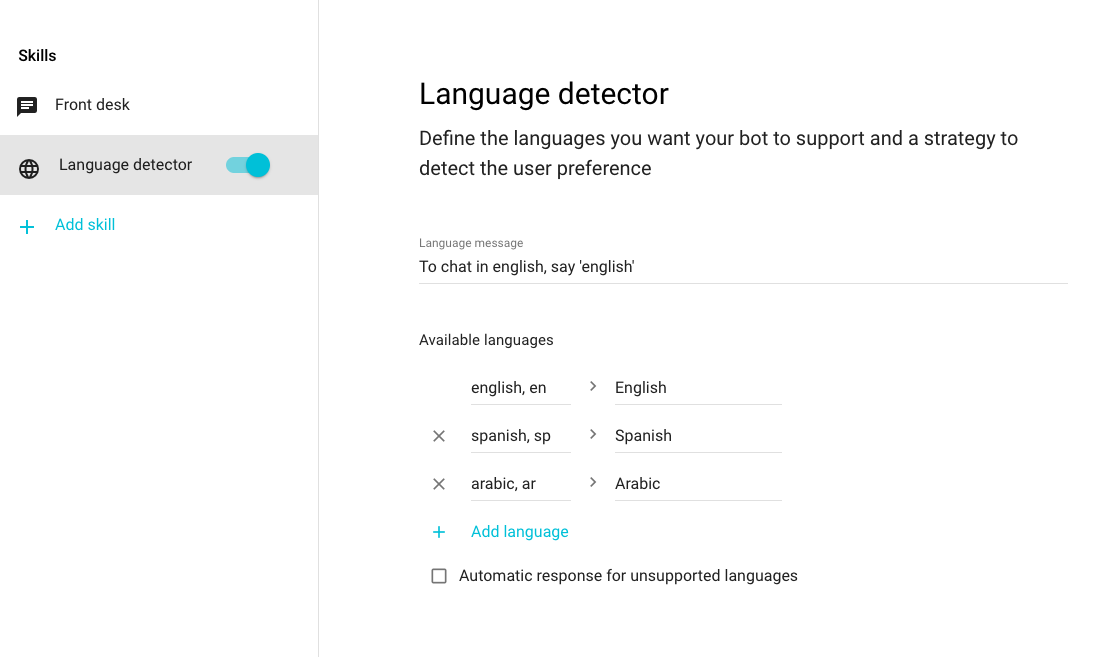 Skills
Front desk
Language detector
Add skill
Language detector
Define the languages you want your bot to support and a strategy to
detect the user preference
Language message
To chat in english, say 'english'
Available languages
english, en English
spanish, sp Spanish
arabic, ar Arabic
Add language
Automatic response for unsupported languages